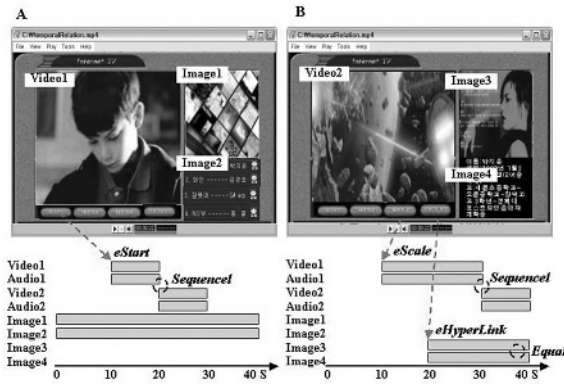 A
C:\temporalRelation.mp4
File View Play Tools Help
Internet TV
Video1
Image1
Image2
eStart
Video1
Audio1
Sequence1
Video2
Audio2
Image1
Image2
Image3
Image4
0 10 20 30 40 S
B
C:\temporalRelation.mp4
File View Play Tools Help
Internet TV
Video2
Image3
Image4
eScale
Video1
Audio1
Sequence1
Video2
Audio2
Image1
Image2
eHyperLink
Image3
Equal
Image4
0 10 20 30 40 S